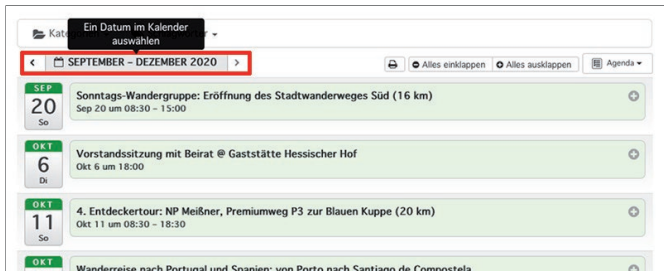 Ein Datum im Kalender
auswählen
Kat
< SEPTEMBER – DEZEMBER 2020 >
Alles einklappen Alles ausklappen Agenda
SEP
20
So
Sonntags-Wandergruppe: Eröffnung des Stadtwanderweges Süd (16 km)
Sep 20 um 08:30 – 15:00
OKT
6
Di
Vorstandssitzung mit Beirat @ Gaststätte Hessischer Hof
Okt 6 um 18:00
OKT
11
So
4. Entdeckertour: NP Meißner, Premiumweg P3 zur Blauen Kuppe (20 km)
Okt 11 um 08:30 – 18:30
OKT
Wanderreise nach Portugal und Spanien: von Porto nach Santiago de Compostela